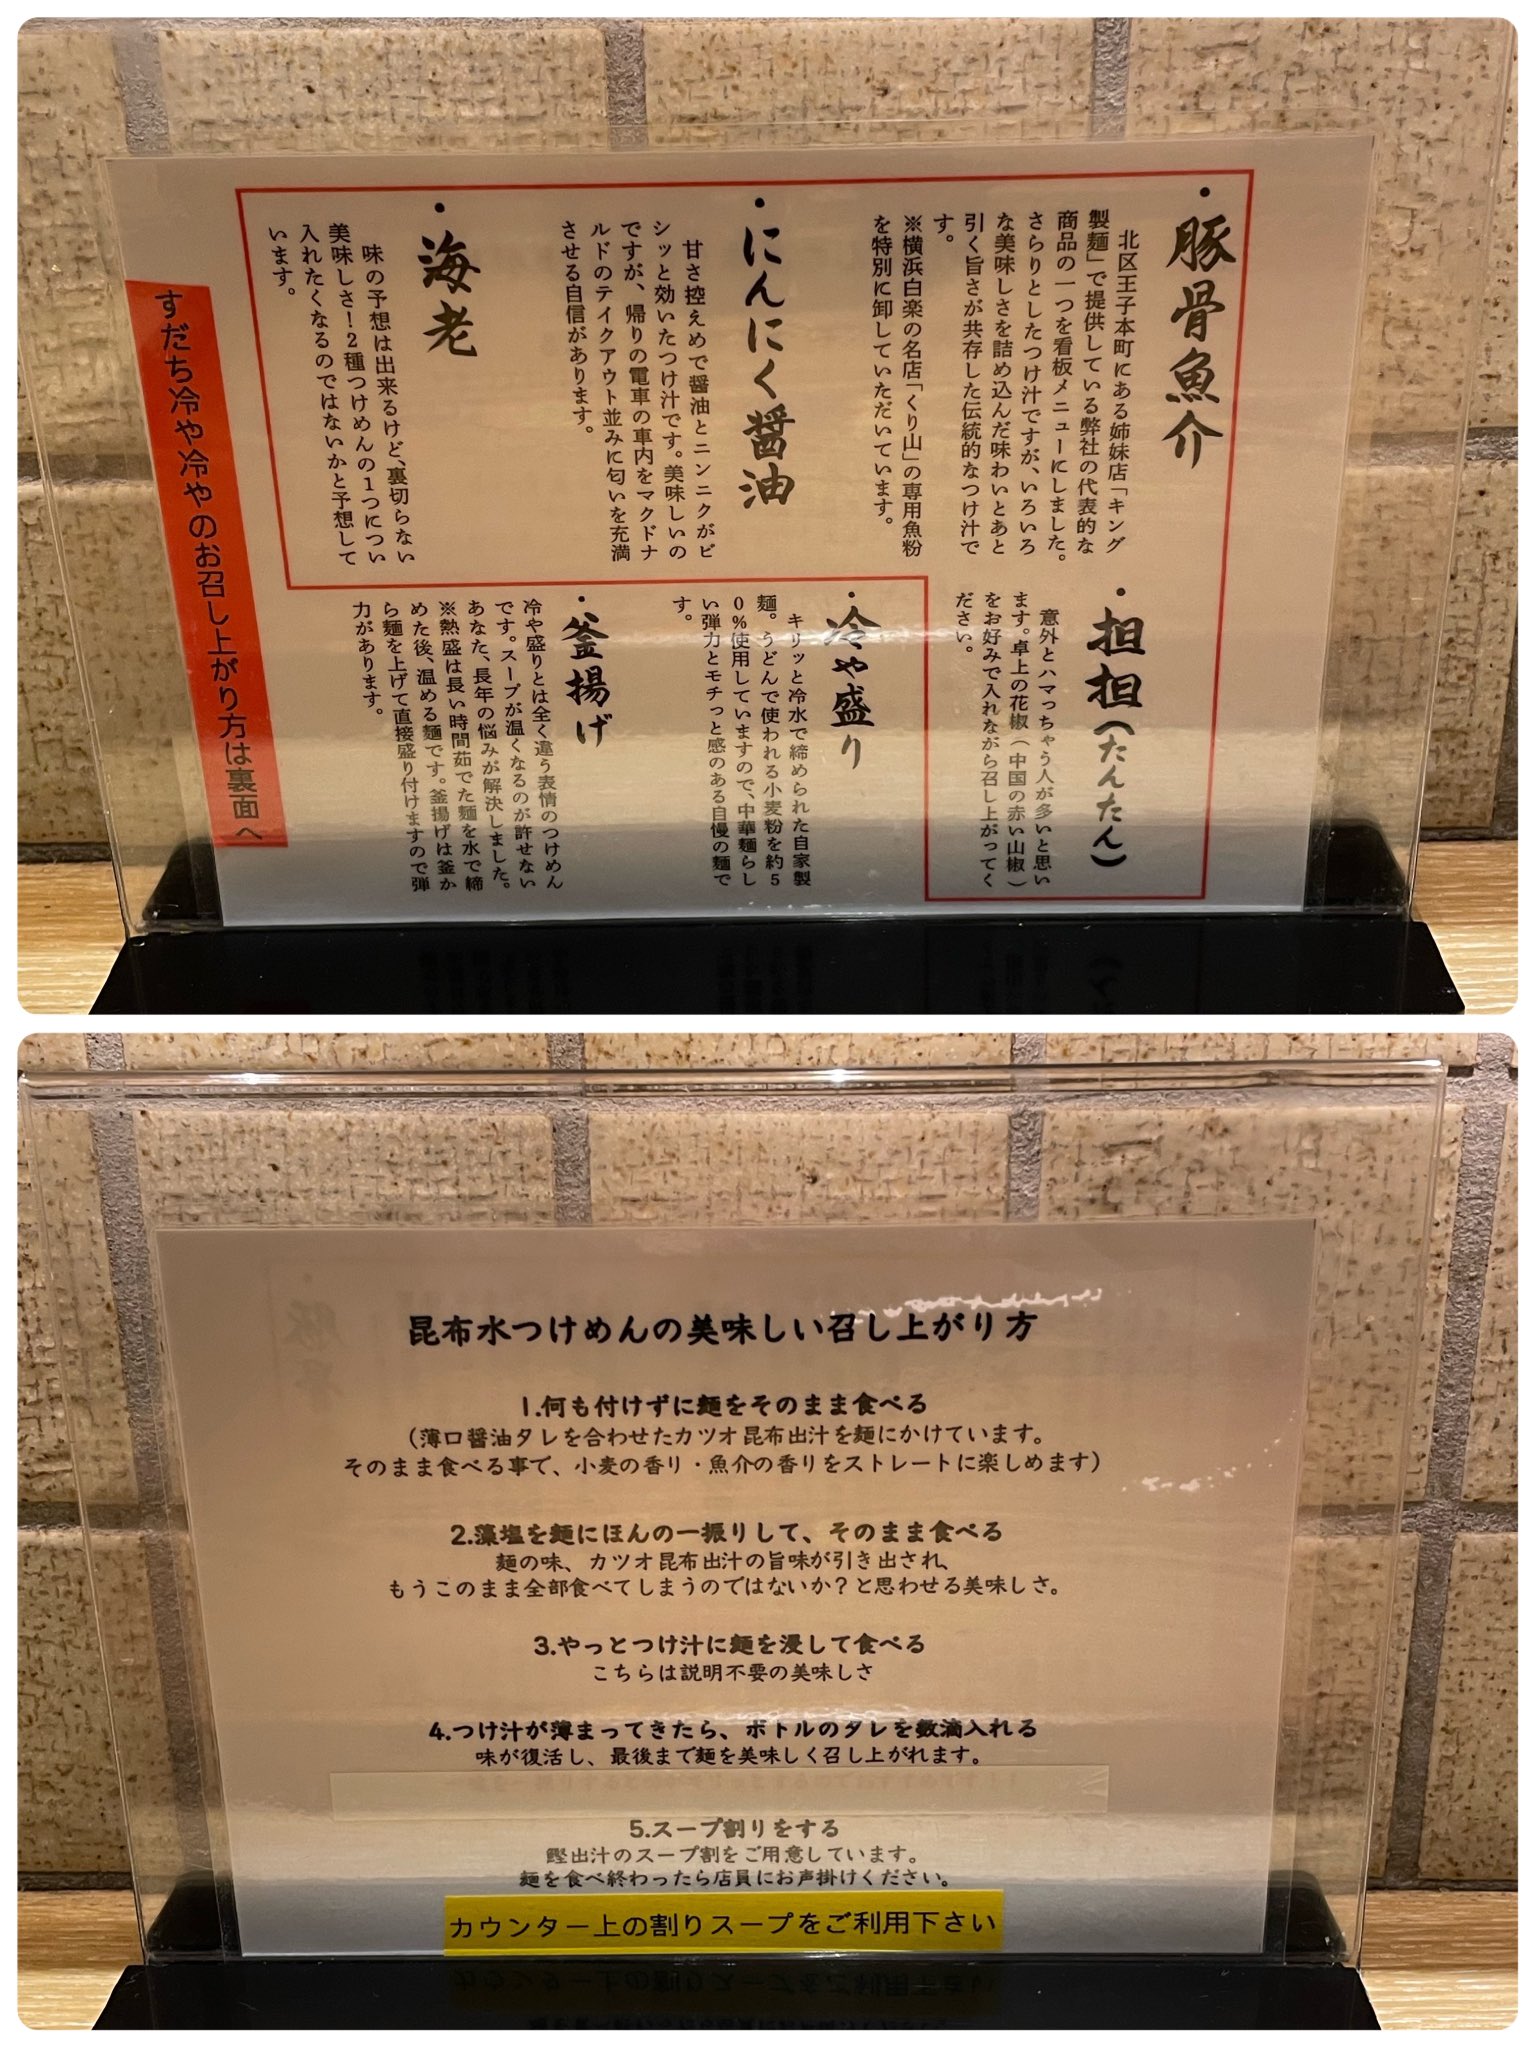 ・豚骨魚介
北区王子本町にある姉妹店「キング
製麺」で提供している弊社の代表的な
商品の一つを看板メニューにしました。
さらりとしたつけ汁ですが、いろいろ
な美味しさを詰め込んだ味わいとあと
引く旨さが共存した伝統的なつけ汁で
す。
※横浜白楽の名店「くり山」の専用魚粉
を特別に卸していただいています。
・にんにく醤油
甘さ控えめで醤油とニンニクがビ
シッと効いたつけ汁です。美味しいの
ですが、帰りの電車の車内をマクドナ
ルドのテイクアウト並みに匂いを充満
させる自信があります。
・海老
味の予想は出来るけど、裏切らない
美味しさ!2種つけめんの1つについ
入れたくなるのではないかと予想して
います。
・担担(たんたん)
意外とハマっちゃう人が多いと思い
ます。卓上の花椒(中国の赤い山椒)
をお好みで入れながら召し上がってく
ださい。
・冷や盛り
キリッと冷水で締められた自家製
麺。うどんで使われる小麦粉を約5
0%使用していますので、中華麺らし
い弾力とモチっと感のある自慢の麺で
す。
・釜揚げ
冷や盛りとは全く違う表情のつけめん
です。スープが温くなるのが許せない
あなた、長年の悩みが解決しました。
※熱盛は長い時間茹でた麺を水で締
めた後、温める麺です。釜揚げは釜か
ら麺を上げて直接盛り付けますので弾
力があります。
すだち冷や冷やのお召し上がり方は裏面へ
昆布水つけめんの美味しい召し上がり方
1.何も付けずに麺をそのまま食べる
(薄口醤油タレを合わせたカツオ昆布出汁を麺にかけています。
そのまま食べる事で、小麦の香り・魚介の香りをストレートに楽しめます)
2.藻塩を麺にほんの一振りして、そのまま食べる
麺の味、カツオ昆布出汁の旨味が引き出され、
もうこのまま全部食べてしまうのではないか?と思わせる美味しさ。
3.やっとつけ汁に麺を浸して食べる
こちらは説明不要の美味しさ
4.つけ汁が薄まってきたら、ボトルのタレを数滴入れる
味が復活し、最後まで麺を美味しく召し上がれます。
5.スープ割りをする
鰹出汁のスープ割をご用意しています。
麺を食べ終わったら店員にお声掛けください。
カウンター上の割りスープをご利用下さい